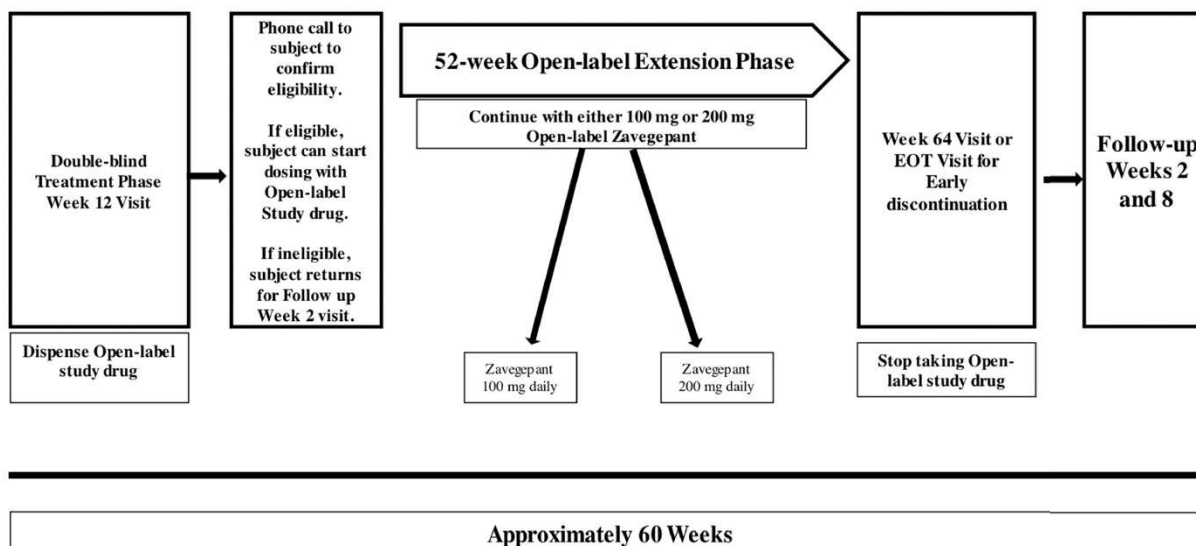 Double-blind
Treatment Phase
Week 12 Visit
Dispense Open-label
study drug
Phone call to
subject to
confirm
eligibility.
If eligible,
subject can start
dosing with
Open-label
Study drug.
If ineligible,
subject returns
for Follow up
Week 2 visit.
52-week Open-label Extension Phase
Continue with either 100 mg or 200 mg
Open-label Zavegepant
Zavegepant
100 mg daily
Zavegepant
200 mg daily
Week 64 Visit or
EOT Visit for
Early
discontinuation
Stop taking Open-
label study drug
Follow-up
Weeks 2
and 8
Approximately 60 Weeks